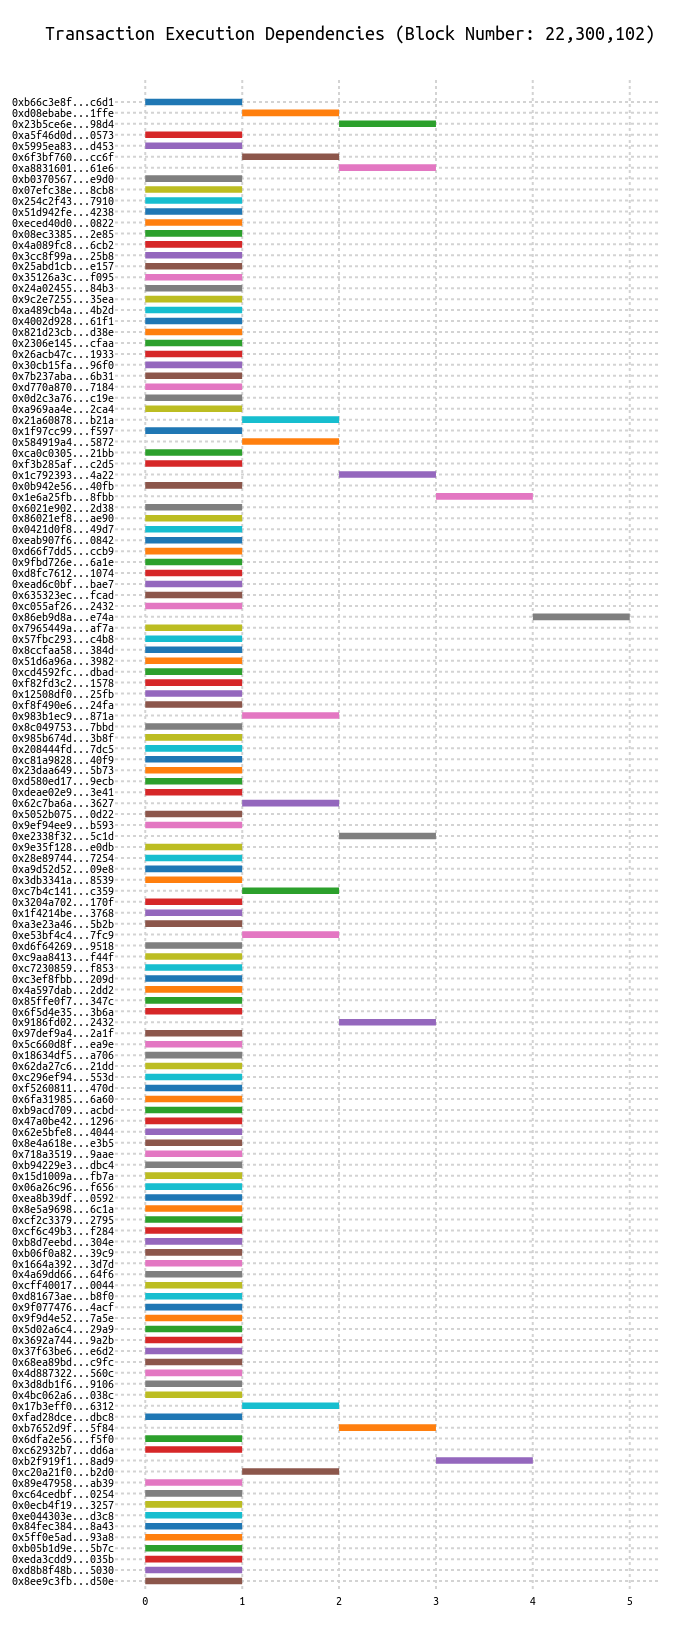 Transaction Execution Dependencies (Block Number: 22,300,102)
0xb66c3e8f...c6d1
0xd08ebabe...1ffe
0x23b5ce6e...98d4
0xa5f46d0d...0573
0x5995ea83...d453
0x6f3bf760...cc6f
0xa8831601...61e6
0xb0370567...e9d0
0x07efc38e...8cb8
0x254c2f43...7910
0x51d942fe...4238
0xeced40d0...0822
0x08ec3385...2e85
0x4a089fc8...6cb2
0x3cc8f99a...25b8
0x25abd1cb...e157
0x35126a3c...f095
0x24a02455...84b3
0x9c2e7255...35ea
0xa489cb4a...4b2d
0x4002d928...61f1
0x821d23cb...d38e
0x2306e145...cfaa
0x26acb47c...1933
0x30cb15fa...96f0
0x7b237aba...6b31
0xd770a870...7184
0x0d2c3a76...c19e
0xa969aa4e...2ca4
0x21a60878...b21a
0x1f97cc99...f597
0x584919a4...5872
0xca0c0305...21bb
0xf3b285af...c2d5
0x1c792393...4a22
0x0b942e56...40fb
0x1e6a25fb...8fbb
0x6021e902...2d38
0x86021ef8...ae90
0x0421d0f8...49d7
0xeab907f6...0842
0xd66f7dd5...ccb9
0x9fbd726e...6a1e
0xd8fc7612...1074
0xead6c0bf...bae7
0x635323ec...fcad
0xc055af26...2432
0x86eb9d8a...e74a
0x7965449a...af7a
0x57fbc293...c4b8
0x8ccfaa58...384d
0x51d6a96a...3982
0xcd4592fc...dbad
0xf82fd3c2...1578
0x12508df0...25fb
0xf8f490e6...24fa
0x983b1ec9...871a
0x8c049753...7bbd
0x985b674d...3b8f
0x208444fd...7dc5
0xc81a9828...40f9
0x23daa649...5b73
0xd580ed17...9ecb
0xdeae02e9...3e41
0x62c7ba6a...3627
0x5052b075...0d22
0x9ef94ee9...b593
0xe2338f32...5c1d
0x9e35f128...e0db
0x28e89744...7254
0xa9d52d52...09e8
0x3db3341a...8539
0xc7b4c141...c359
0x3204a702...170f
0x1f4214be...3768
0xa3e23a46...5b2b
0xe53bf4c4...7fc9
0xd6f64269...9518
0xc9aa8413...f44f
0xc7230859...f853
0xc3ef8fbb...209d
0x4a597dab...2dd2
0x85ffe0f7...347c
0x6f5d4e35...3b6a
0x9186fd02...2432
0x97def9a4...2a1f
0x5c660d8f...ea9e
0x18634df5...a706
0x62da27c6...21dd
0xc296ef94...553d
0xf5260811...470d
0x6fa31985...6a60
0xb9acd709...acbd
0x47a0be42...1296
0x62e5bfe8...4044
0x8e4a618e...e3b5
0x718a3519...9aae
0xb94229e3...dbc4
0x15d1009a...fb7a
0x06a26c96...f656
0xea8b39df...0592
0x8e5a9698...6c1a
0xcf2c3379...2795
0xcf6c49b3...f284
0xb8d7eebd...304e
0xb06f0a82...39c9
0x1664a392...3d7d
0x4a69dd66...64f6
0xcff40017...0044
0xd81673ae...b8f0
0x9f077476...4acf
0x9f9d4e52...7a5e
0x5d02a6c4...29a9
0x3692a744...9a2b
0x37f63be6...e6d2
0x68ea89bd...c9fc
0x4d887322...560c
0x3d8db1f6...9106
0x4bc062a6...038c
0x17b3eff0...6312
0xfad28dce...dbc8
0xb7652d9f...5f84
0x6dfa2e56...f5f0
0xc62932b7...dd6a
0xb2f919f1...8ad9
0xc20a21f0...b2d0
0x89e47958...ab39
0xc64cedbf...0254
0x0ecb4f19...3257
0xe044303e...d3c8
0x84fec384...8a43
0x5ff0e5ad...93a8
0xb05b1d9e...5b7c
0xeda3cdd9...035b
0xd8b8f48b...5030
0x8ee9c3fb...d50e
0 1 2 3 4 5